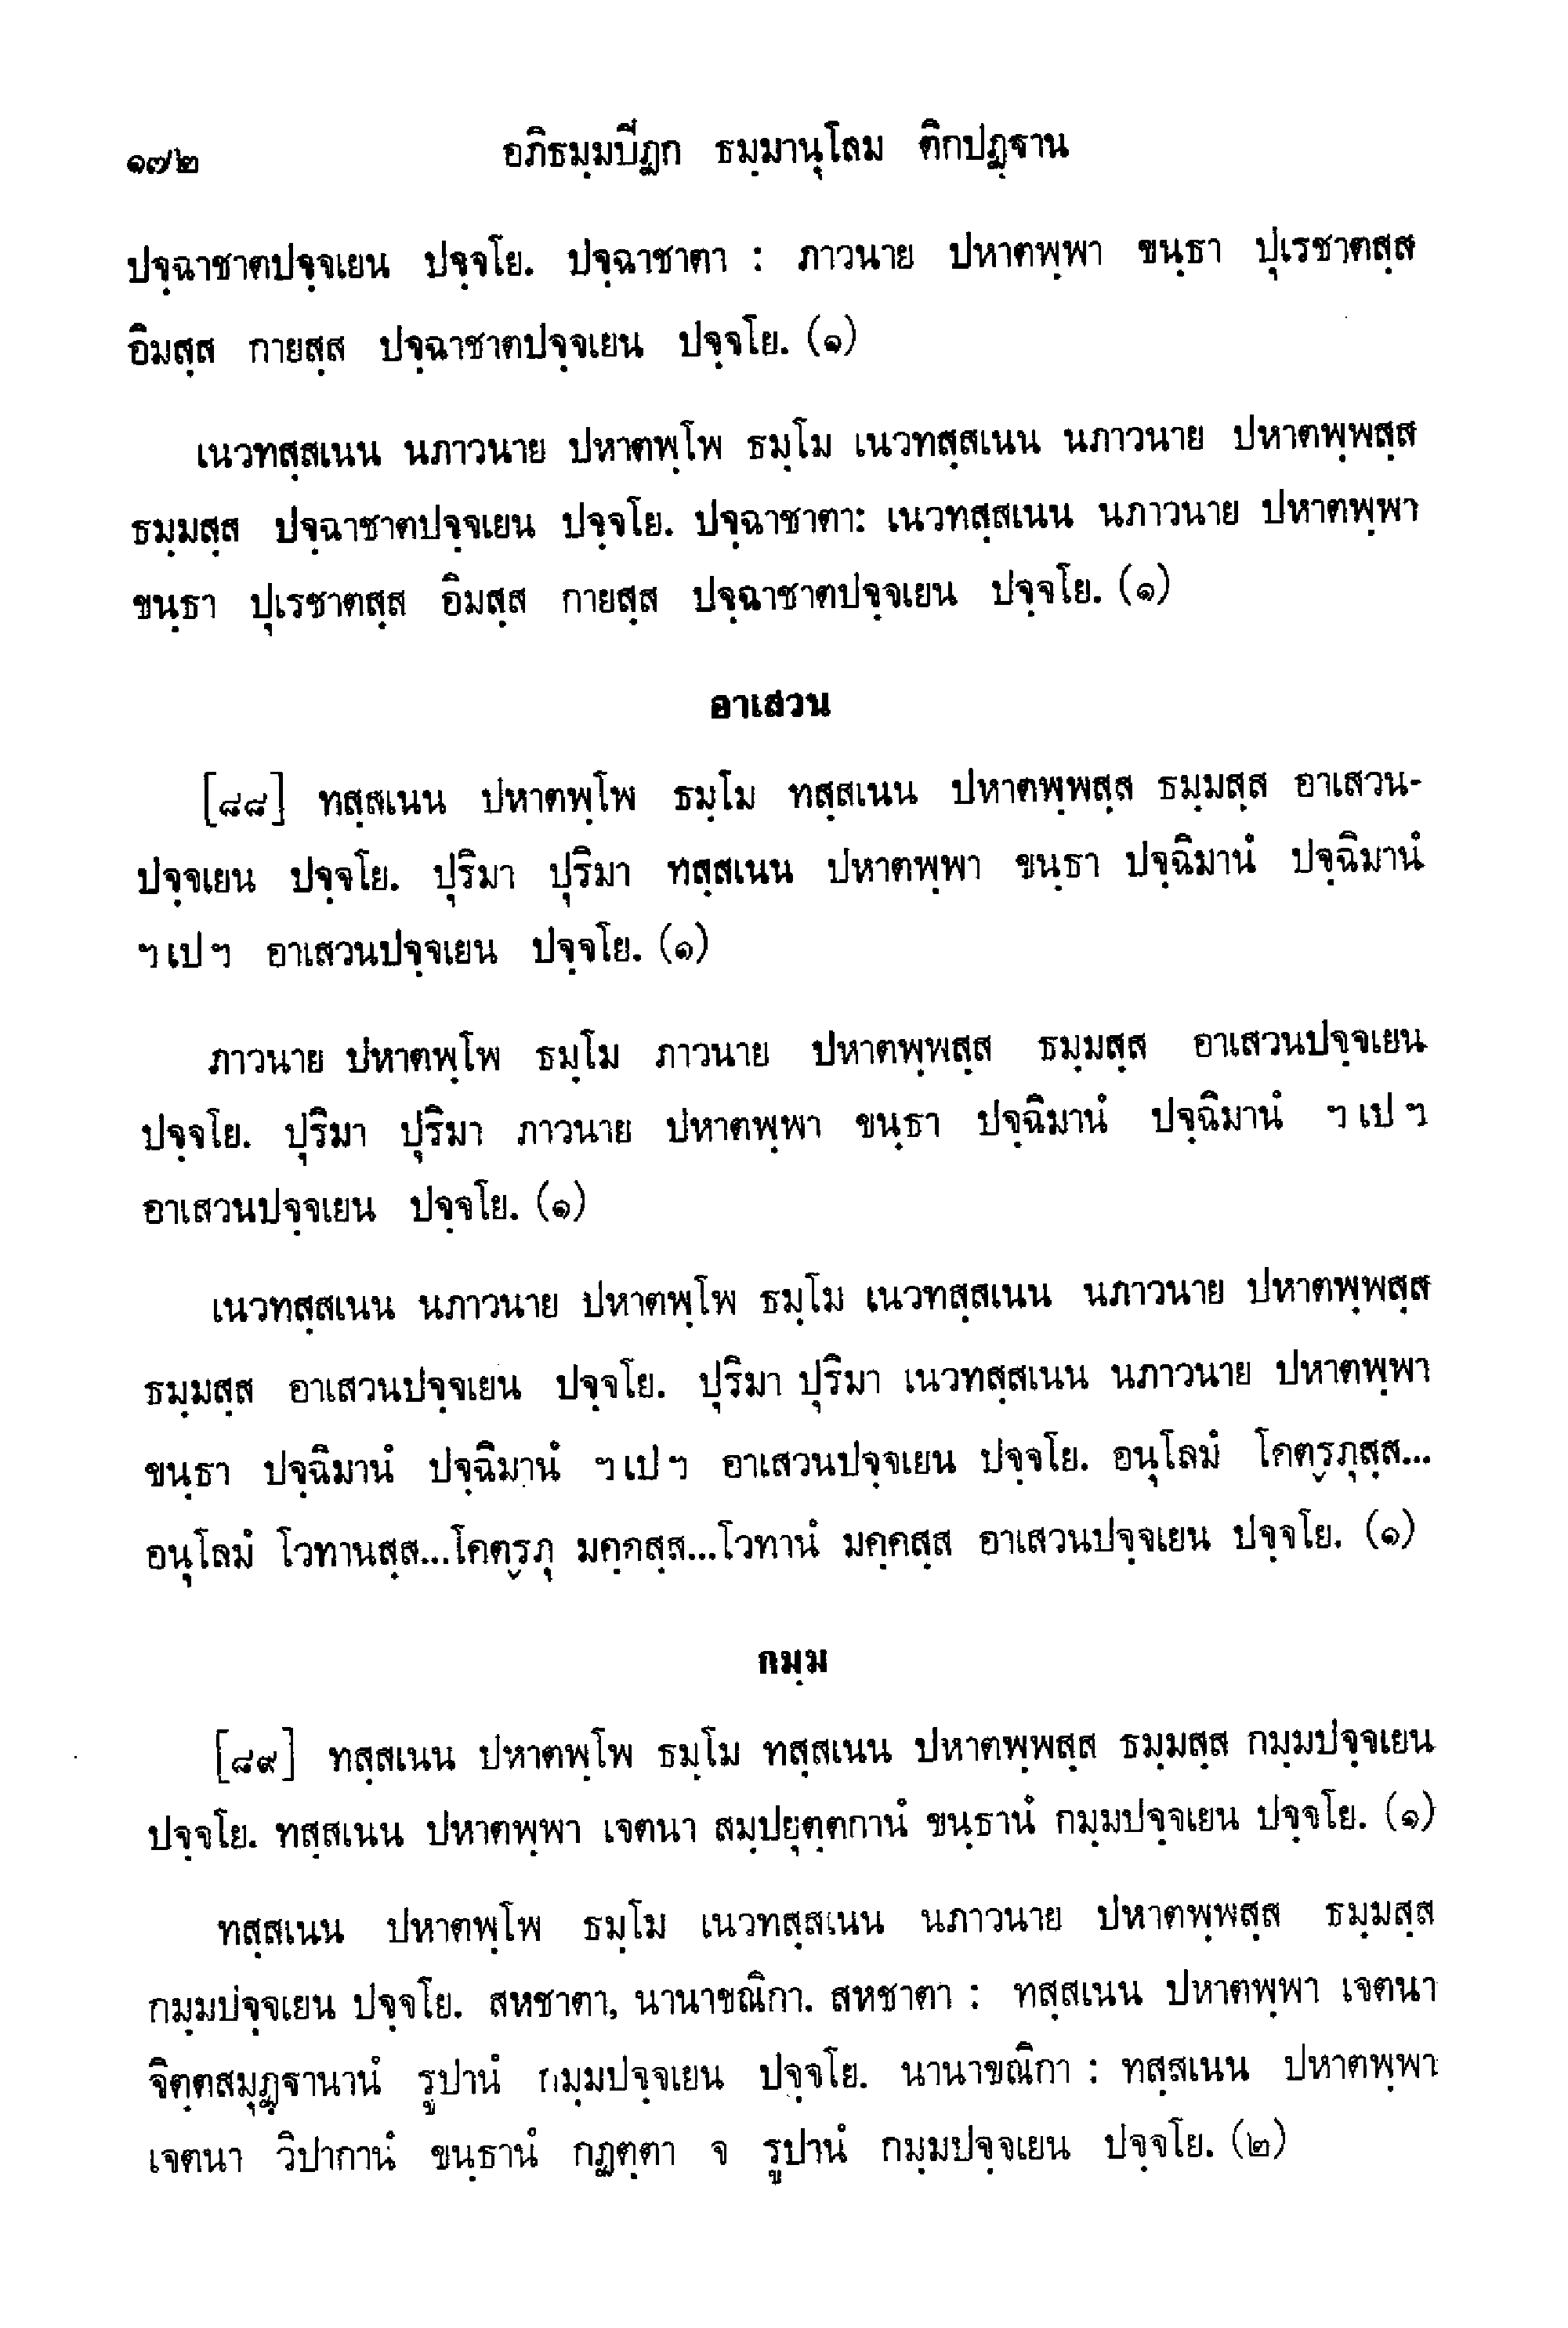 ๑๗๒ อภิธมฺมปีฏก ธมฺมานุโลม ติกปฏฺฐาน
ปจฺฉาชาตปจฺจเยน ปจฺจโย. ปจฺฉาชาตา : ภาวนาย ปหาตพฺพา ขนฺธา ปุเรชาตสฺส
อิมสฺส กายสฺส ปจฺฉาชาตปจฺจเยน ปจฺจโย. (๑)
เนวทสฺสเนน นภาวนาย ปหาตพฺโพ ธมฺโม เนวทสฺสเนน นภาวนาย ปหาตพฺพสฺส
ธมฺมสฺส ปจฺฉาชาตปจฺจเยน ปจฺจโย. ปจฺฉาชาตา: เนวทสฺสเนน นภาวนาย ปหาตพฺพา
ขนฺธา ปุเรชาตสฺส อิมสฺส กายสฺส ปจฺฉาชาตปจฺจเยน ปจฺจโย. (๑)
อาเสวน
[๘๘] ทสฺสเนน ปหาตพฺโพ ธมฺโม ทสฺสเนน ปหาตพฺพสฺส ธมฺมสฺส อาเสวน-
ปจฺจเยน ปจฺจโย. ปุริมา ปุริมา ทสฺสเนน ปหาตพฺพา ขนฺธา ปจฺฉิมานํ ปจฺฉิมานํ
ฯ เป ฯ อาเสวนปจฺจเยน ปจฺจโย. (๑)
ภาวนาย ปหาตพฺโพ ธมฺโม ภาวนาย ปหาตพฺพสฺส ธมฺมสฺส อาเสวนปจฺจเยน
ปจฺจโย. ปุริมา ปุริมา ภาวนาย ปหาตพฺพา ขนฺธา ปจฺฉิมานํ ปจฺฉิมานํ ฯ เป ฯ
อาเสวนปจฺจเยน ปจฺจโย. (๑)
เนวทสฺสเนน นภาวนาย ปหาตพฺโพ ธมฺโม เนวทสฺสเนน นภาวนาย ปหาตพฺพสฺส
ธมฺมสฺส อาเสวนปจฺจเยน ปจฺจโย. ปุริมา ปุริมา เนวทสฺสเนน นภาวนาย ปหาตพฺพา
ขนฺธา ปจฺฉิมานํ ปจฺฉิมานํ ฯ เป ฯ อาเสวนปจฺจเยน ปจฺจโย. อนุโลมํ โคตฺรภุสฺส...
อนุโลมํ โวทานสฺส...โคตฺรภุ มคฺคสฺส...โวทานํ มคฺคสฺส อาเสวนปจฺจเยน ปจฺจโย. (๑)
กมฺม
[๘๙] ทสฺสเนน ปหาตพฺโพ ธมฺโม ทสฺสเนน ปหาตพฺพสฺส ธมฺมสฺส กมฺมปจฺจเยน
ปจฺจโย. ทสฺสเนน ปหาตพฺพา เจตนา สมฺปยุตฺตกานํ ขนฺธานํ กมฺมปจฺจเยน ปจฺจโย. (๑)
ทสฺสเนน ปหาตพฺโพ ธมฺโม เนวทสฺสเนน นภาวนาย ปหาตพฺพสฺส ธมฺมสฺส
กมฺมปจฺจเยน ปจฺจโย. สหชาตา, นานาขณิกา. สหชาตา : ทสฺสเนน ปหาตพฺพา เจตนา
จิตฺตสมุฏฺฐานานํ รูปานํ กมฺมปจฺจเยน ปจฺจโย. นานาขณิกา : ทสฺสเนน ปหาตพฺพา
เจตนา วิปากานํ ขนฺธานํ กฏตฺตา จ รูปานํ กมฺมปจฺจเยน ปจฺจโย. (๒)